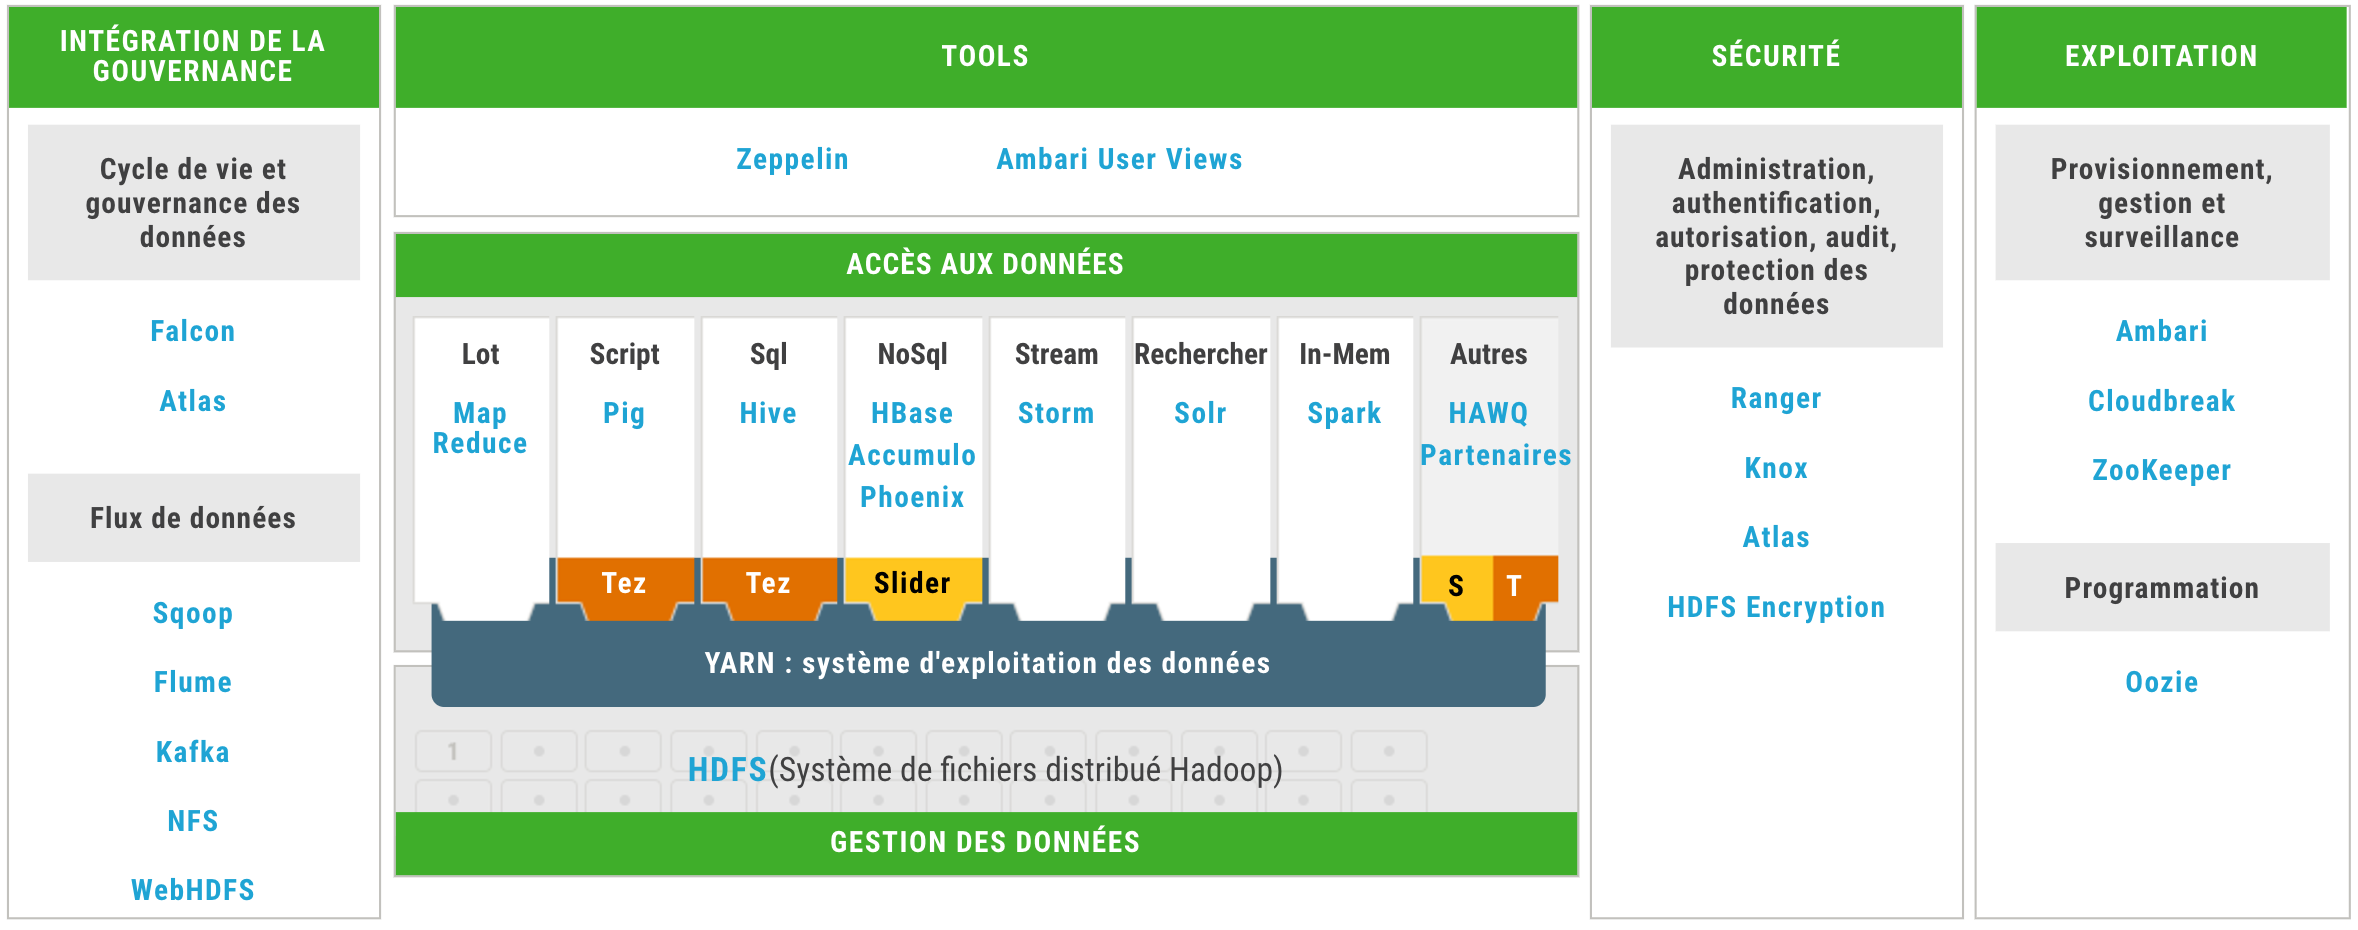 INTÉGRATION DE LA
GOUVERNANCE
Cycle de vie et
gouvernance des
données
Falcon
Atlas
Flux de données
Sqoop
Flume
Kafka
NFS
WebHDFS
TOOLS
Zeppelin
Ambari User Views
ACCÈS AUX DONNÉES
Lot
Map
Reduce
Script
Pig
Tez
Sql
Hive
Tez
NoSql
HBase
Accumulo
Phoenix
Slider
Stream
Storm
Rechercher
Solr
In-Mem
Spark
Autres
HAWQ
Partenaires
S
T
YARN : système d'exploitation des données
1
HDFS(Système de fichiers distribué Hadoop)
GESTION DES DONNÉES
SÉCURITÉ
Administration,
authentification,
autorisation, audit,
protection des
données
Ranger
Knox
Atlas
HDFS Encryption
EXPLOITATION
Provisionnement,
gestion et
surveillance
Ambari
Cloudbreak
ZooKeeper
Programmation
Oozie